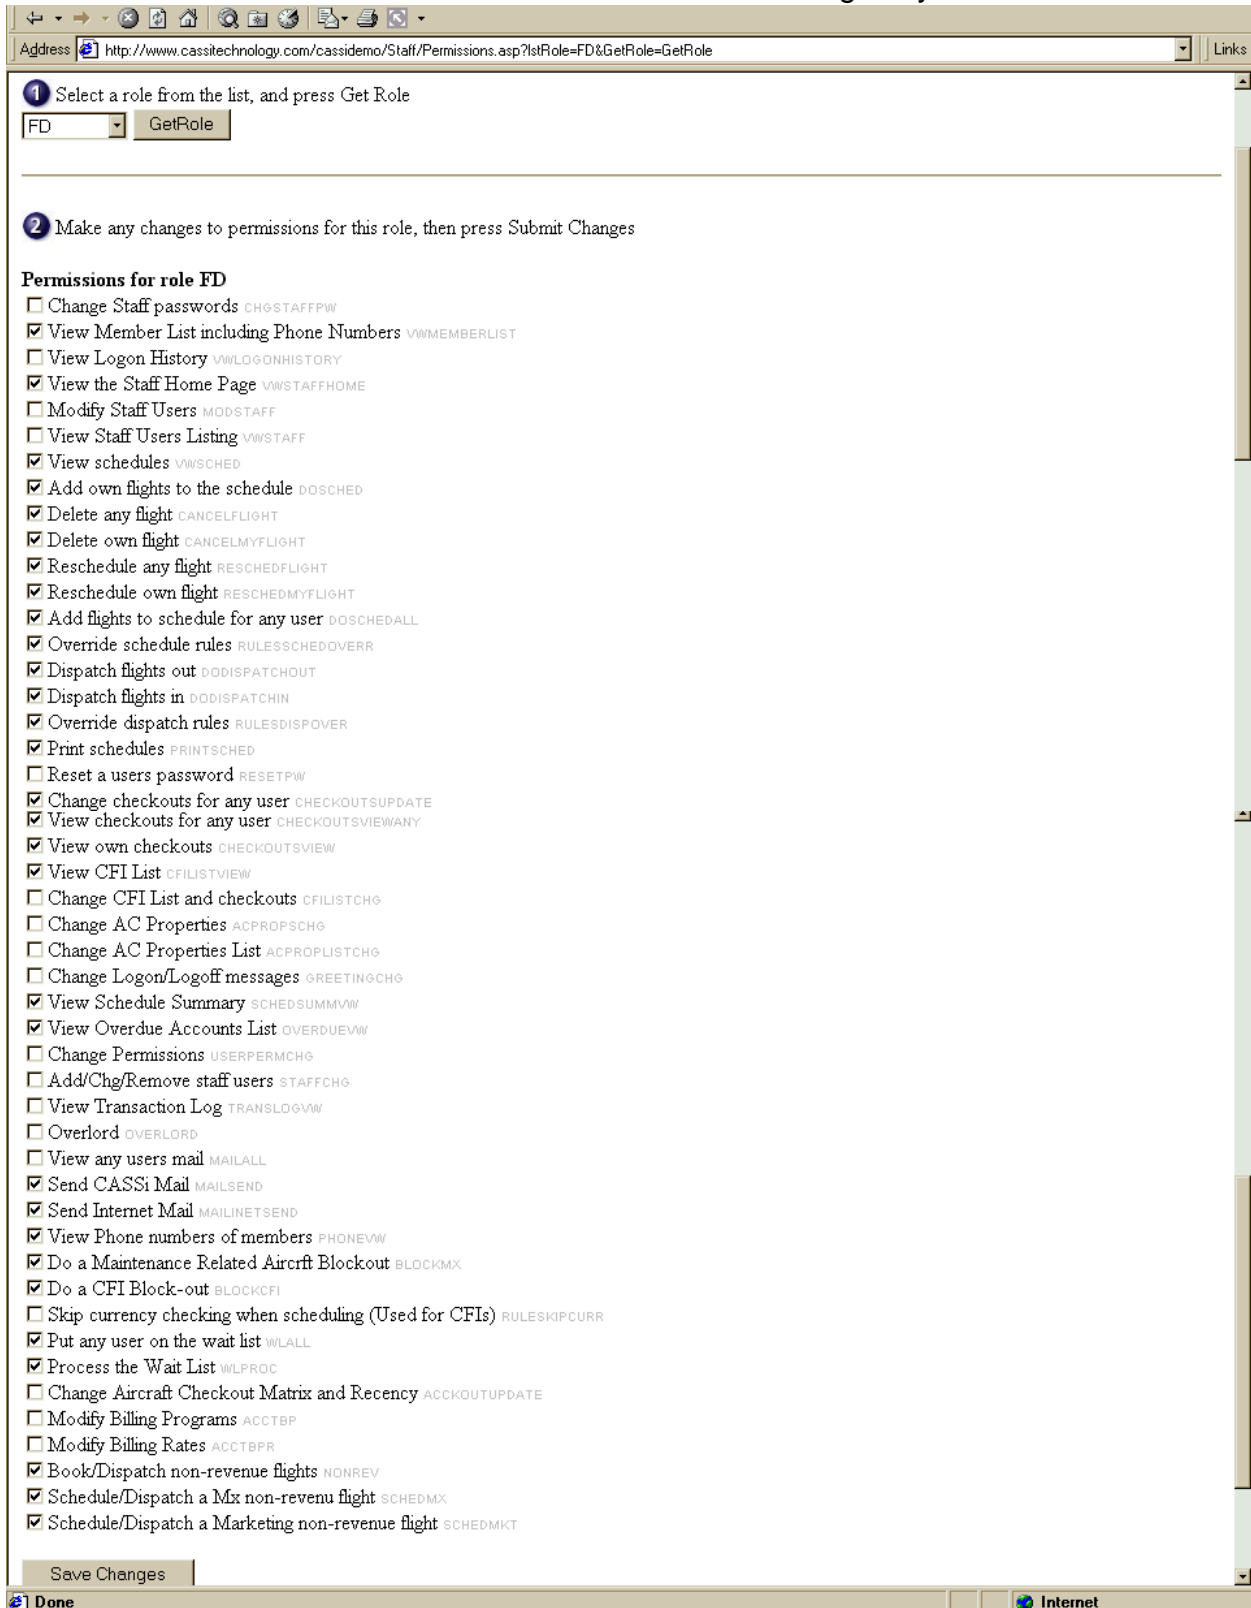 Address http://www.cassitechnology.com/cassidemo/Staff/Permissions.asp?lstRole=FD&GetRole=GetRole Links
1 Select a role from the list, and press Get Role
FD GetRole
2 Make any changes to permissions for this role, then press Submit Changes
Permissions for role FD
Change Staff passwords CHGSTAFFPW
View Member List including Phone Numbers VWMEMBERLIST
View Logon History VWLOGONHISTORY
View the Staff Home Page VWSTAFFHOME
Modify Staff Users MODSTAFF
View Staff Users Listing VWSTAFF
View schedules VWSCHED
Add own flights to the schedule DOSCHED
Delete any flight CANCELFLIGHT
Delete own flight CANCELMYFLIGHT
Reschedule any flight RESCHEDFLIGHT
Reschedule own flight RESCHEDMYFLIGHT
Add flights to schedule for any user DOSCHEDALL
Override schedule rules RULESSCHEDOVERR
Dispatch flights out DODISPATCHOUT
Dispatch flights in DODISPATCHIN
Override dispatch rules RULESDISPOVER
Print schedules PRINTSCHED
Reset a users password RESETPW
Change checkouts for any user CHECKOUTSUPDATE
View checkouts for any user CHECKOUTSVIEWANY
View own checkouts CHECKOUTSVIEW
View CFI List CFILISTVIEW
Change CFI List and checkouts CFILISTCHG
Change AC Properties ACPROPSCHG
Change AC Properties List ACPROPLISTCHG
Change Logon/Logoff messages GREETINGCHG
View Schedule Summary SCHEDSUMMVW
View Overdue Accounts List OVERDUEVW
Change Permissions USERPERMCHG
Add/Chg/Remove staff users STAFFCHG
View Transaction Log TRANSLOGVW
Overlord OVERLORD
View any users mail MAILALL
Send CASSi Mail MAILSEND
Send Internet Mail MAILINETSEND
View Phone numbers of members PHONEVW
Do a Maintenance Related Aircrft Blockout BLOCKMX
Do a CFI Block-out BLOCKCFI
Skip currency checking when scheduling (Used for CFIs) RULESKIPCURR
Put any user on the wait list WLALL
Process the Wait List WLPROC
Change Aircraft Checkout Matrix and Recency ACCKOUTUPDATE
Modify Billing Programs ACCTBP
Modify Billing Rates ACCTBPR
Book/Dispatch non-revenue flights NONREV
Schedule/Dispatch a Mx non-revenu flight SCHEDMX
Schedule/Dispatch a Marketing non-revenue flight SCHEDMKT
Save Changes
Done Internet